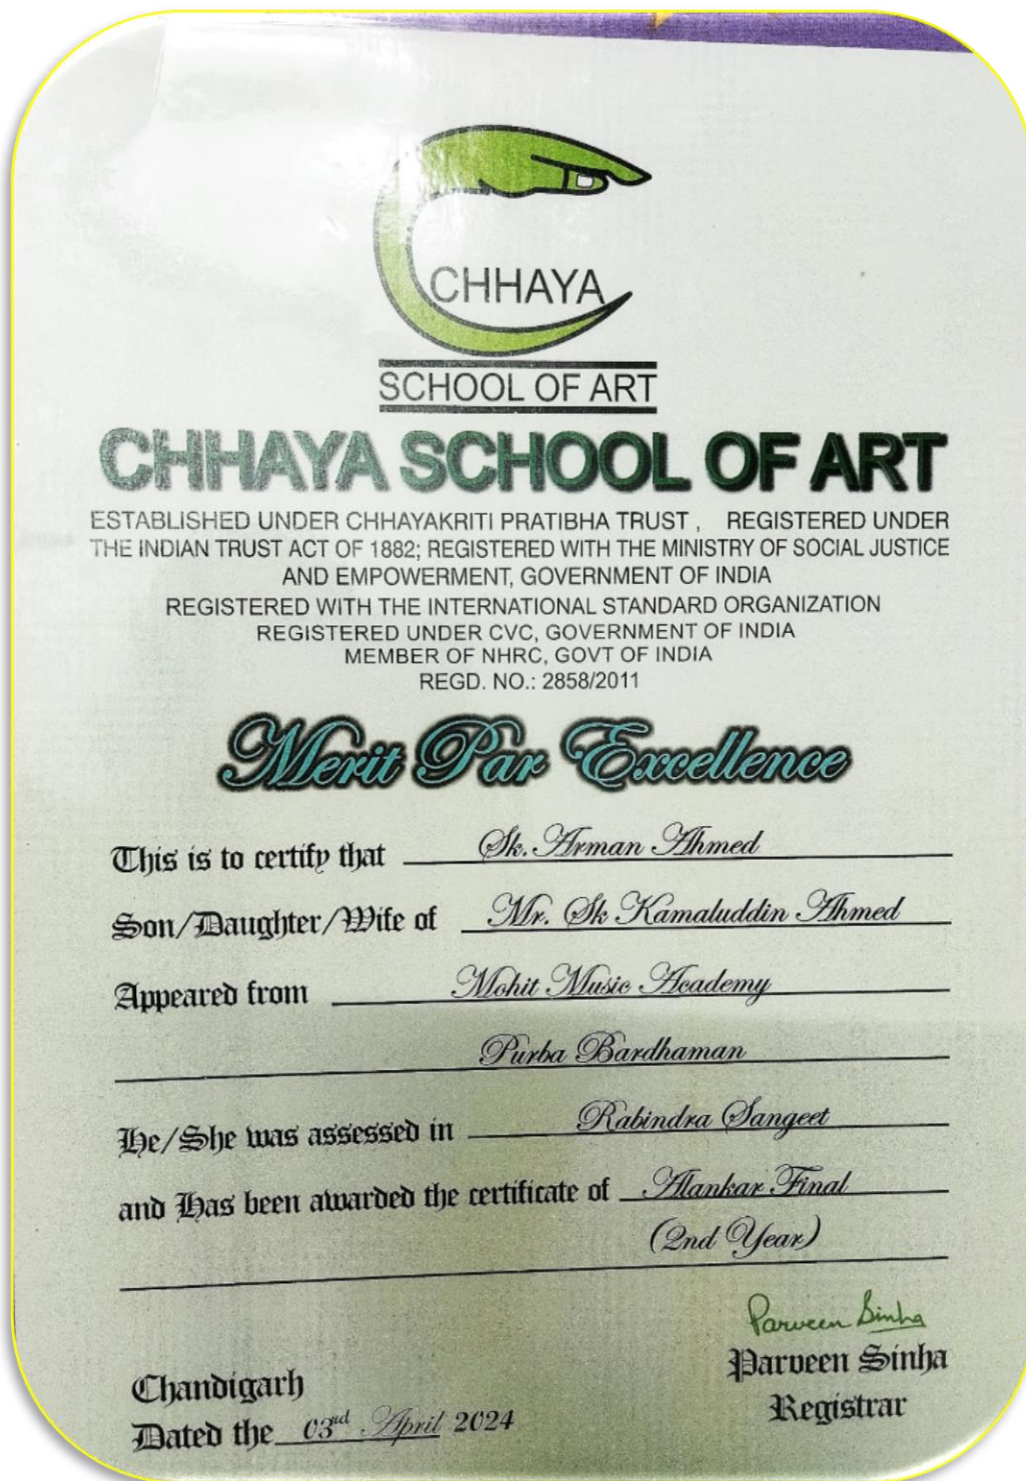 CHHAYA
SCHOOL OF ART
CHHAYA SCHOOL OF ART
ESTABLISHED UNDER CHHAYAKRITI PRATIBHA TRUST , REGISTERED UNDER
THE INDIAN TRUST ACT OF 1882; REGISTERED WITH THE MINISTRY OF SOCIAL JUSTICE
AND EMPOWERMENT, GOVERNMENT OF INDIA
REGISTERED WITH THE INTERNATIONAL STANDARD ORGANIZATION
REGISTERED UNDER CVC, GOVERNMENT OF INDIA
MEMBER OF NHRC, GOVT OF INDIA
REGD. NO.: 2858/2011
Merit Par Excellence
This is to certify that Sk. Arman Ahmed
Son/Daughter/Wife of Mr. Sk Kamaluddin Ahmed
Appeared from Mohit Music Academy
Purba Bardhaman
He/She was assessed in Rabindra Sangeet
and Has been awarded the certificate of Alankar Final
(2nd Year)
Parveen Sinha
Parveen Sinha
Chandigarh
Registrar
Dated the 03rd April 2024